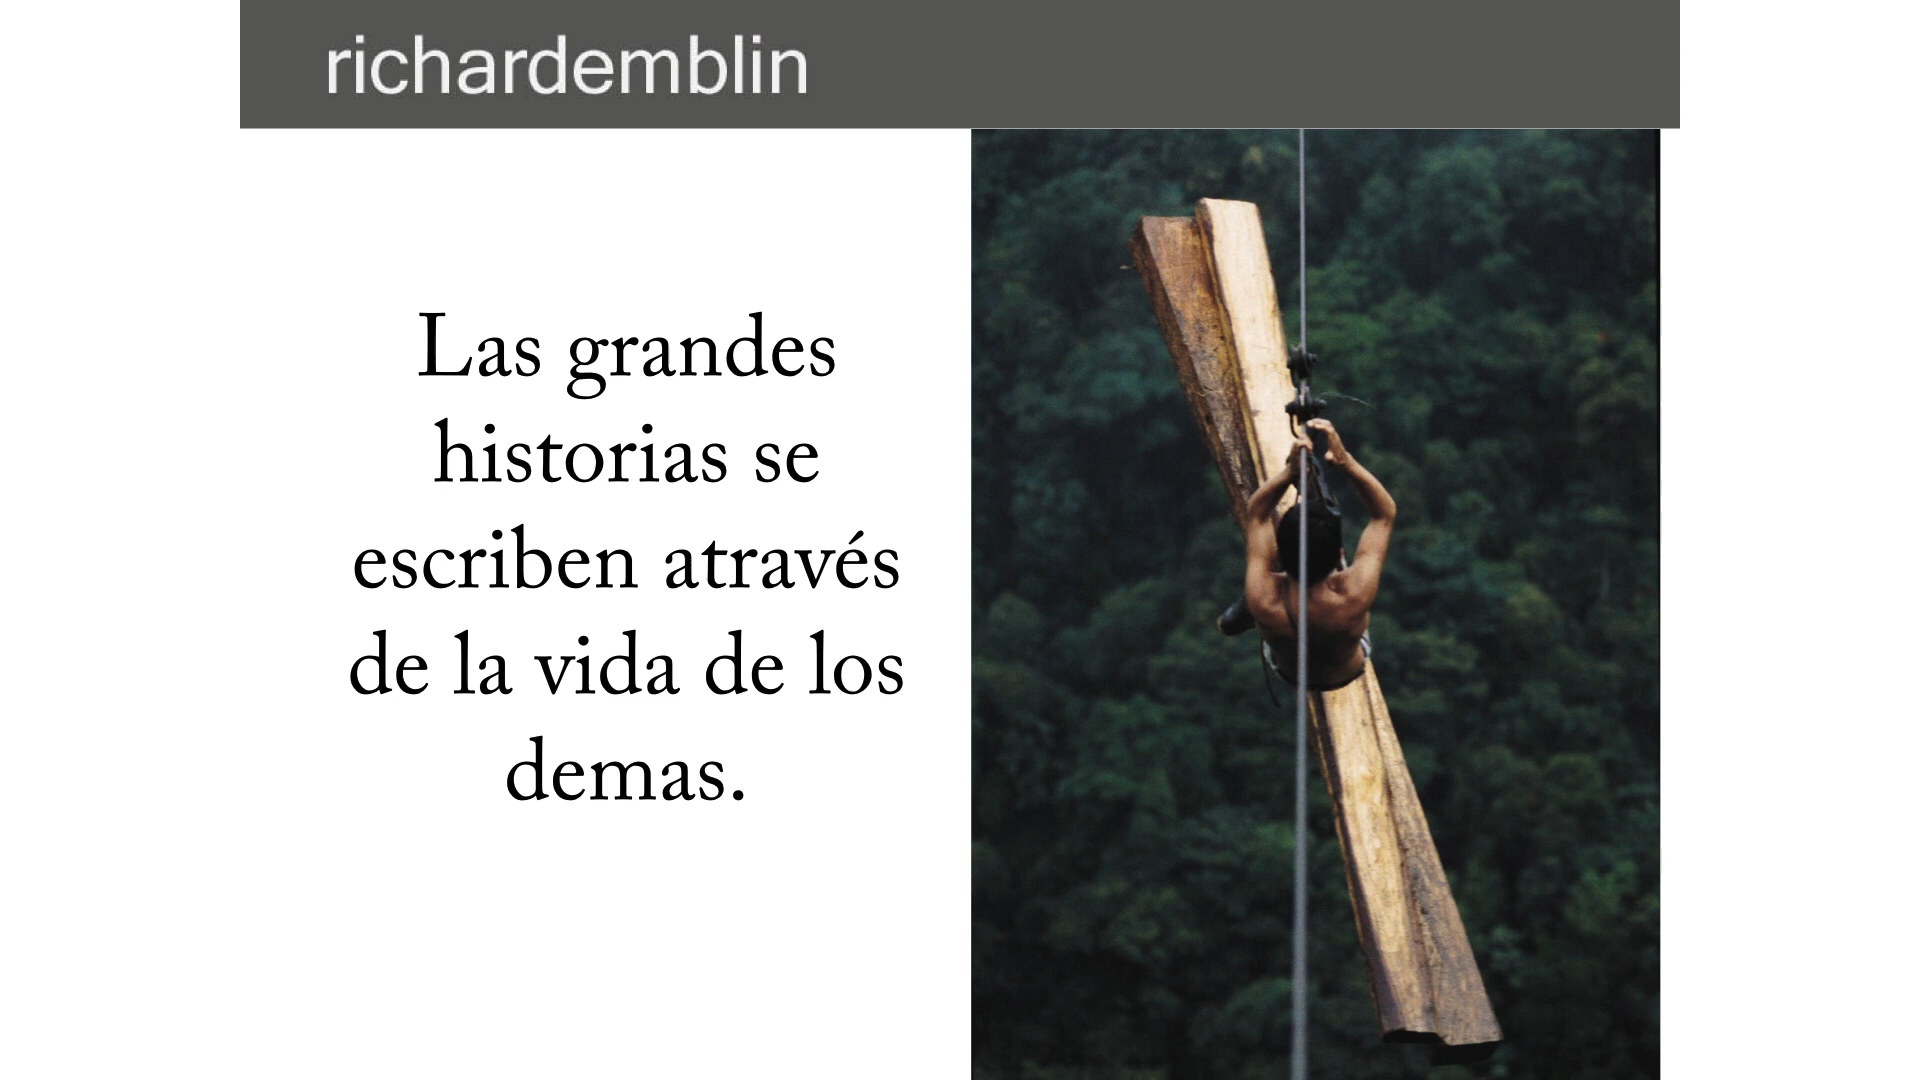 richardemblin
Las grandes
historias se
escriben através
de la vida de los
demas.